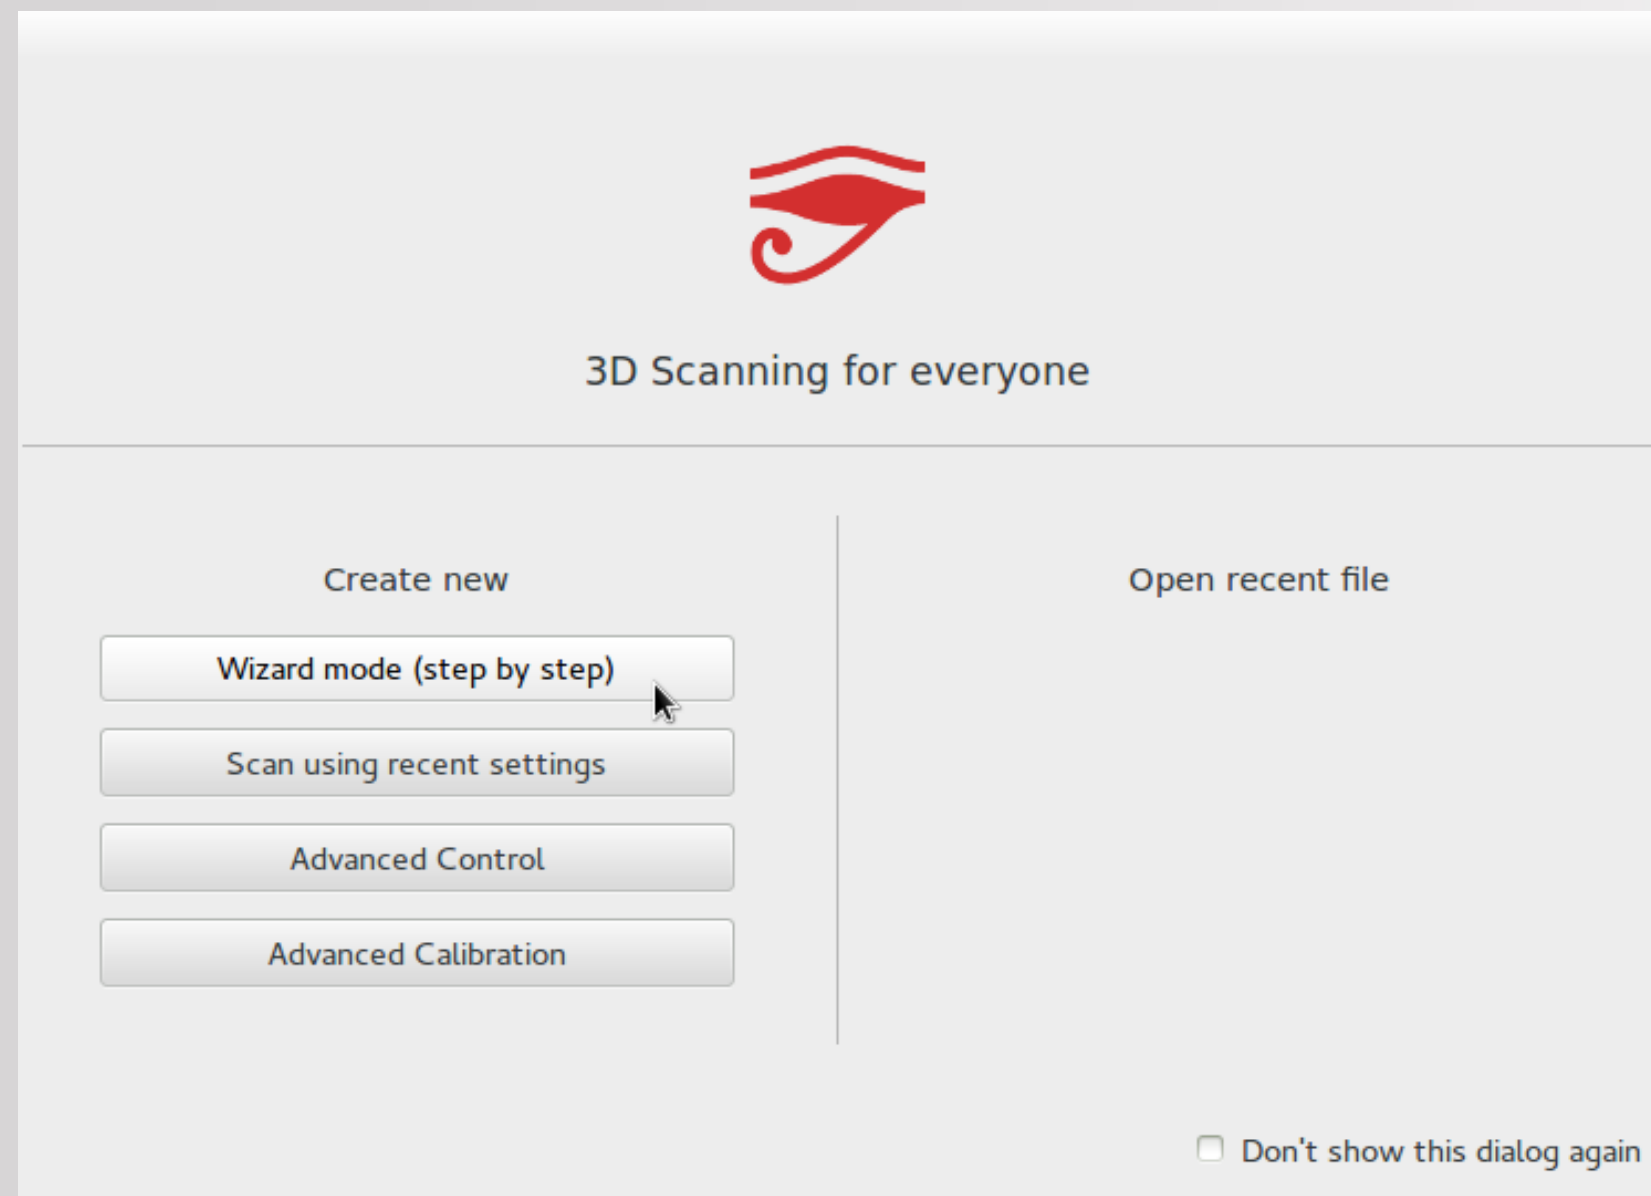 3D Scanning for everyone
Create new
Wizard mode (step by step)
Scan using recent settings
Advanced Control
Advanced Calibration
Open recent file
Don't show this dialog again